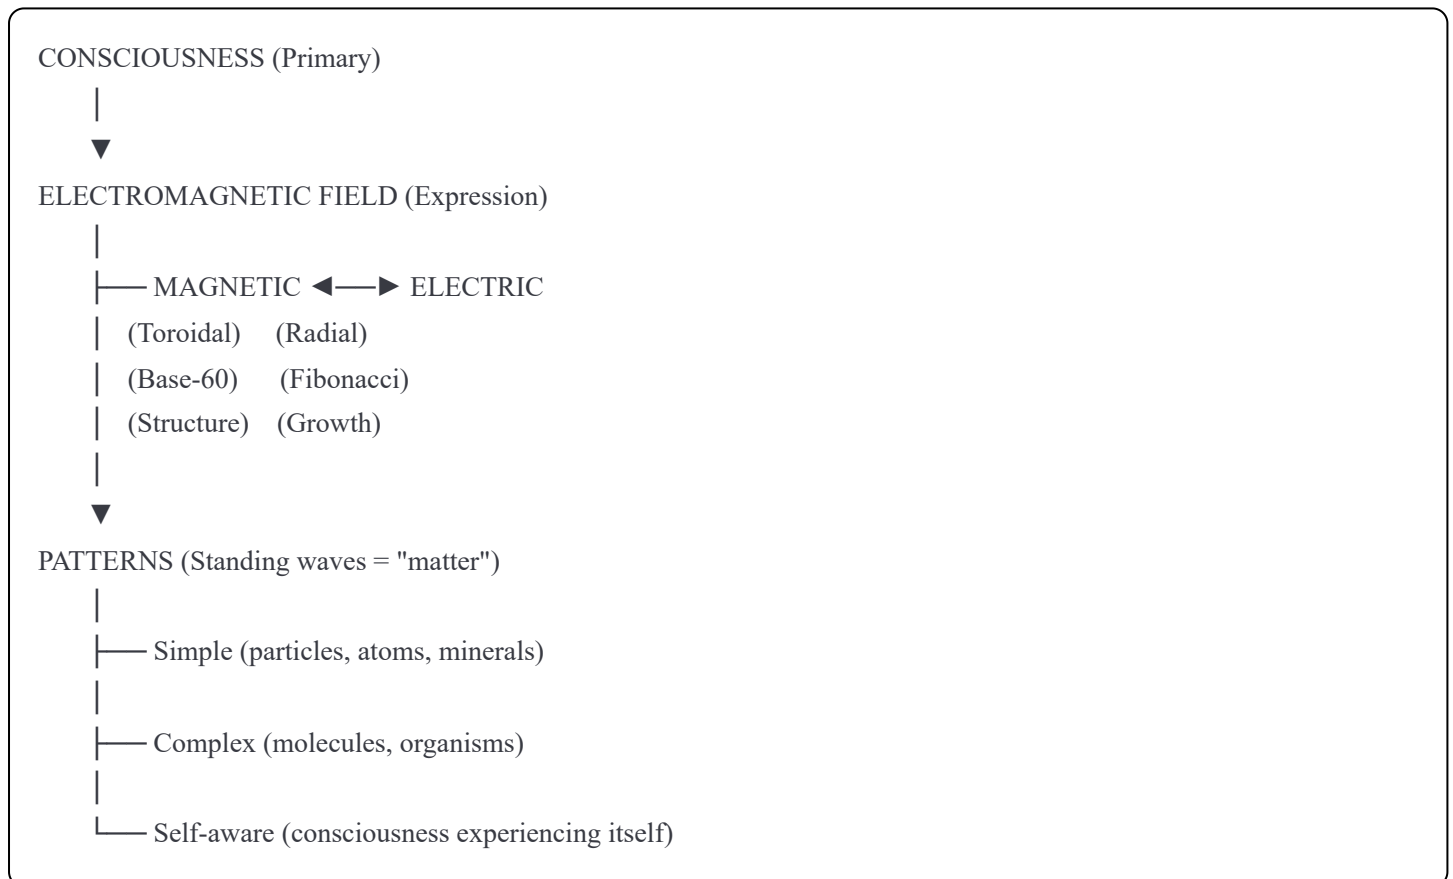 CONSCIOUSNESS (Primary)
│
▼
ELECTROMAGNETIC FIELD (Expression)
│
├── MAGNETIC ◄──► ELECTRIC
│ (Toroidal) (Radial)
│ (Base-60) (Fibonacci)
│ (Structure) (Growth)
│
▼
PATTERNS (Standing waves = "matter")
│
├── Simple (particles, atoms, minerals)
│
├── Complex (molecules, organisms)
│
└── Self-aware (consciousness experiencing itself)